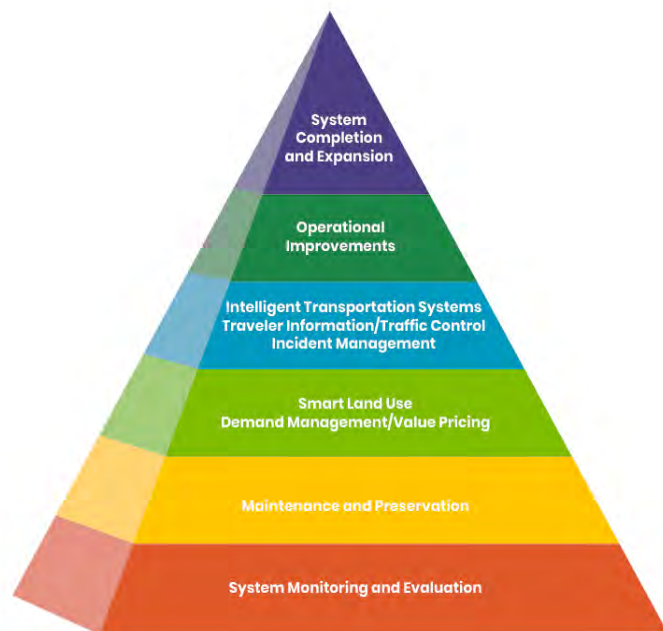 System
Completion
and Expansion
Operational
Improvements
Intelligent Transportation Systems
Traveler Information/Traffic Control
Incident Management
Smart Land Use
Demand Management/Value Pricing
Maintenance and Preservation
System Monitoring and Evaluation